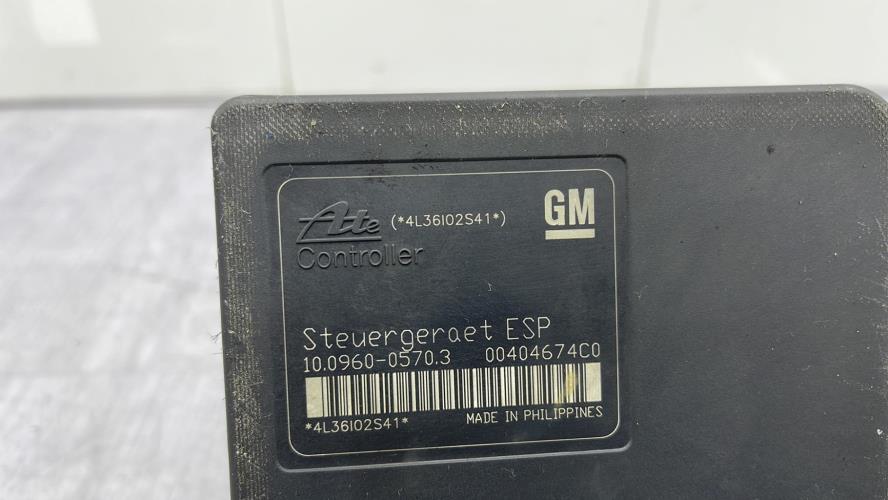 Ate (*4L36I02S41*) GM
Controller
Steuergeraet ESP
10.0960-0570.3 00404674C0
*4L36I02S41* MADE IN PHILIPPINES